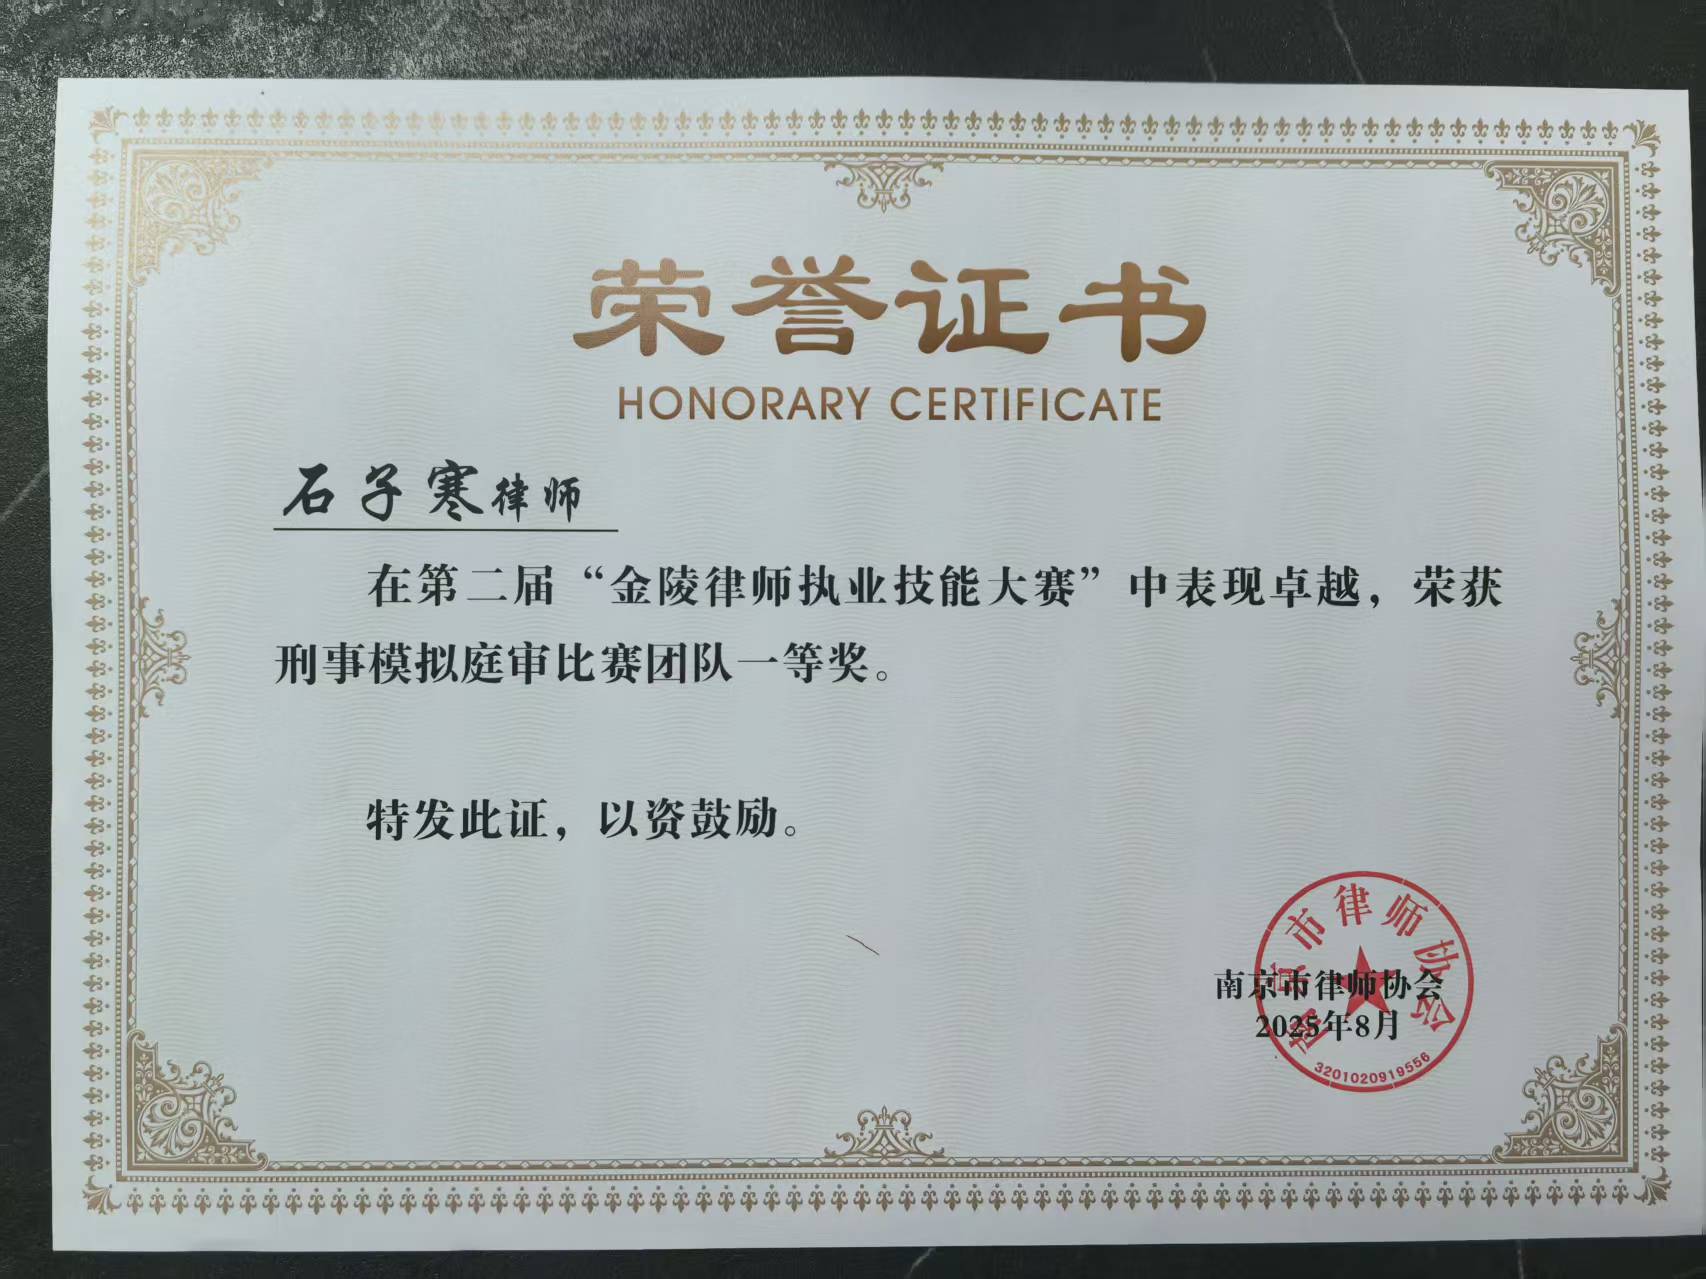 荣誉证书
HONORARY CERTIFICATE
石子寒律师
在第二届“金陵律师执业技能大赛”中表现卓越，荣获
刑事模拟庭审比赛团队一等奖。
特发此证，以资鼓励。
南京市律师协会
南京市律师协会
2025年8月
3201020919556